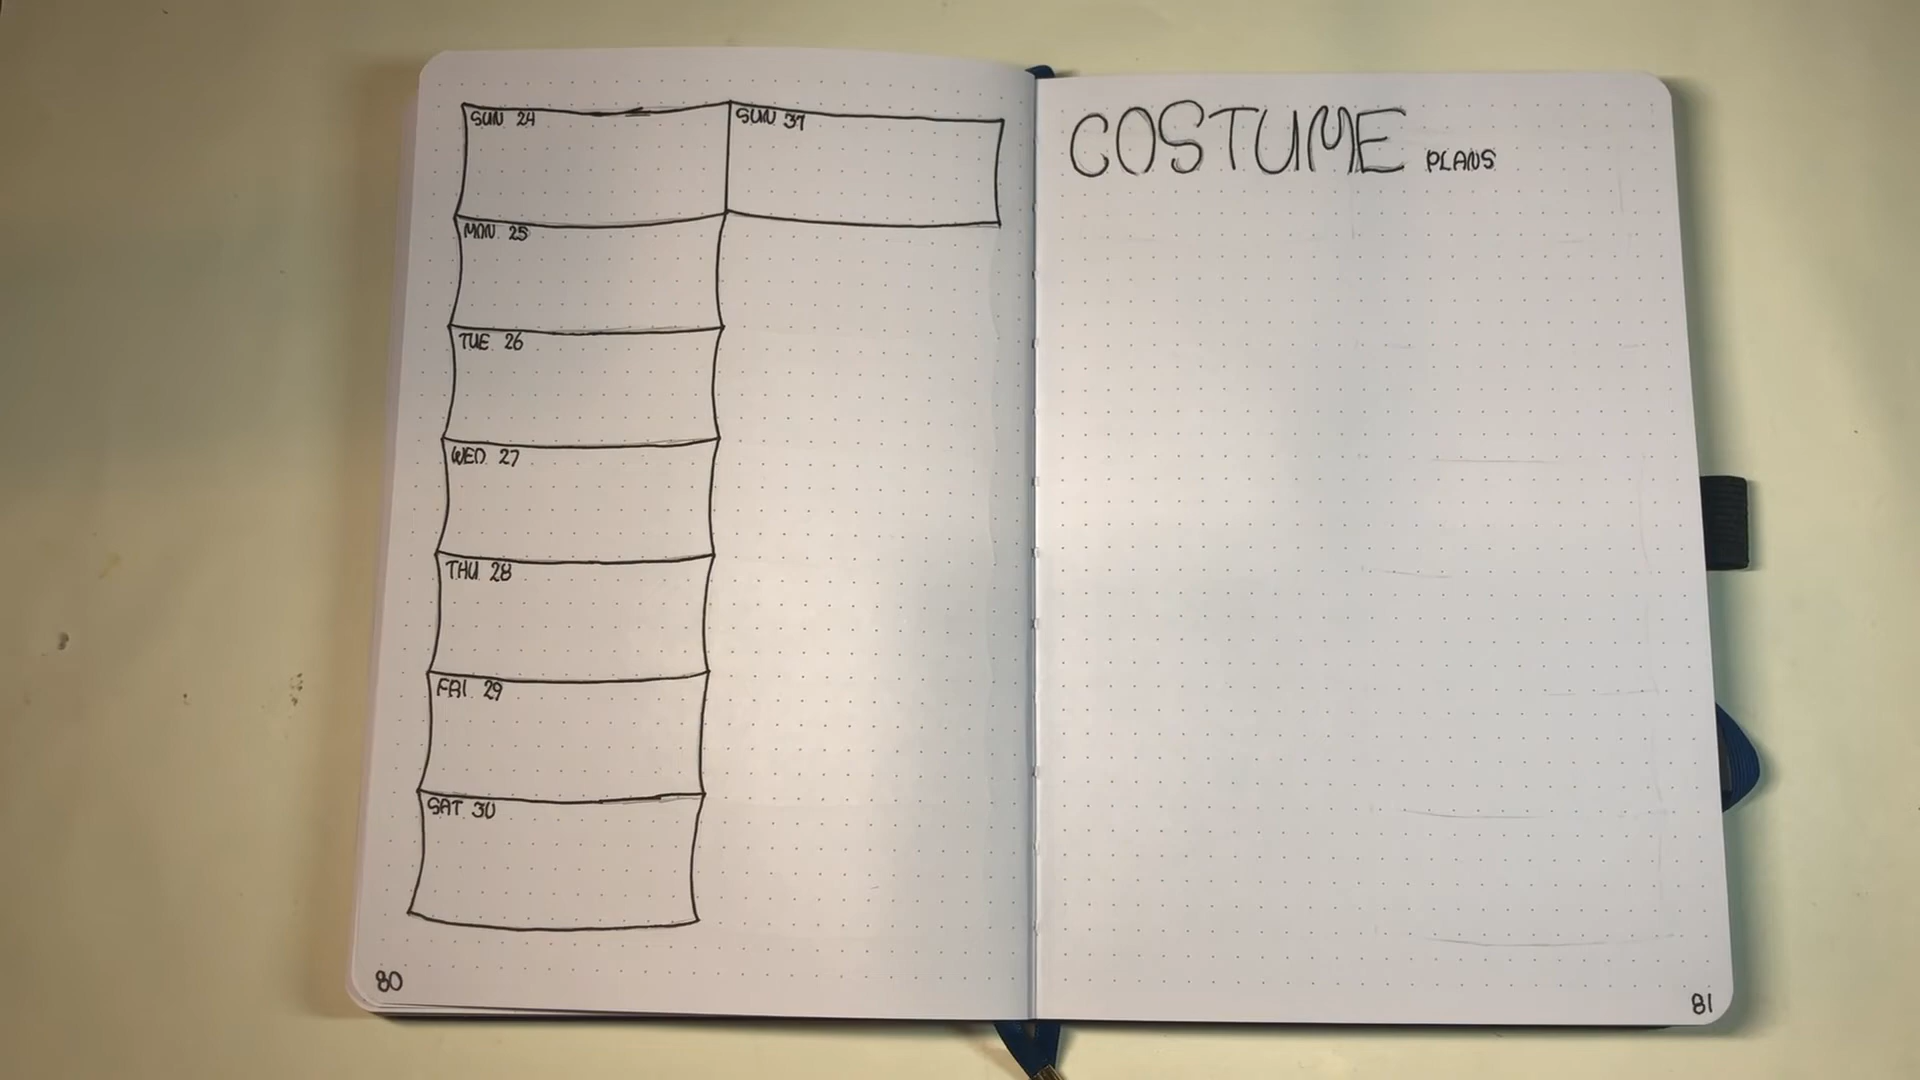 SUN 24
SUN 31
MON 25
TUE 26
WED 27
THU 28
FRI 29
SAT 30
80
COSTUME PLANS
81